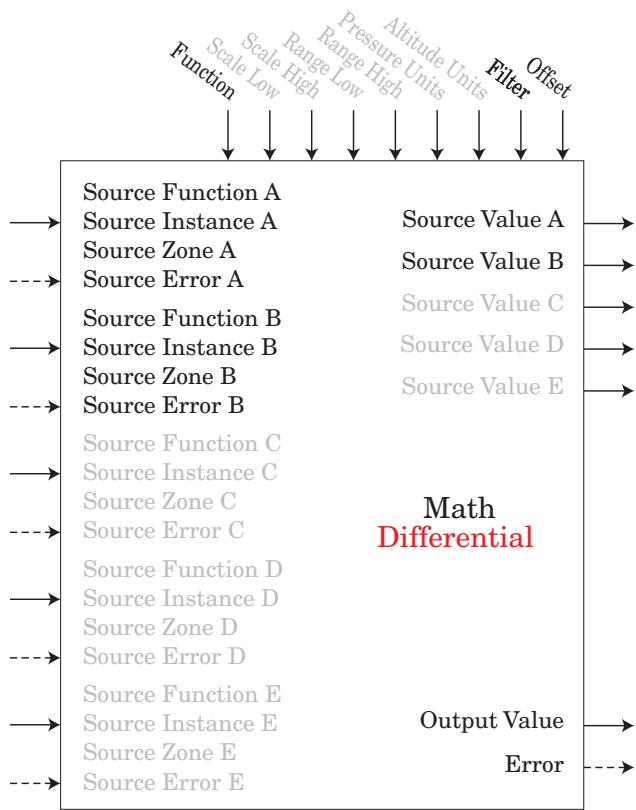 Function
Scale Low
Scale High
Range Low
Range High
Pressure Units
Altitude Units
Filter
Offset
Source Function A
Source Instance A
Source Zone A
Source Error A
Source Function B
Source Instance B
Source Zone B
Source Error B
Source Function C
Source Instance C
Source Zone C
Source Error C
Source Function D
Source Instance D
Source Zone D
Source Error D
Source Function E
Source Instance E
Source Zone E
Source Error E
Source Value A
Source Value B
Source Value C
Source Value D
Source Value E
Math
Differential
Output Value
Error